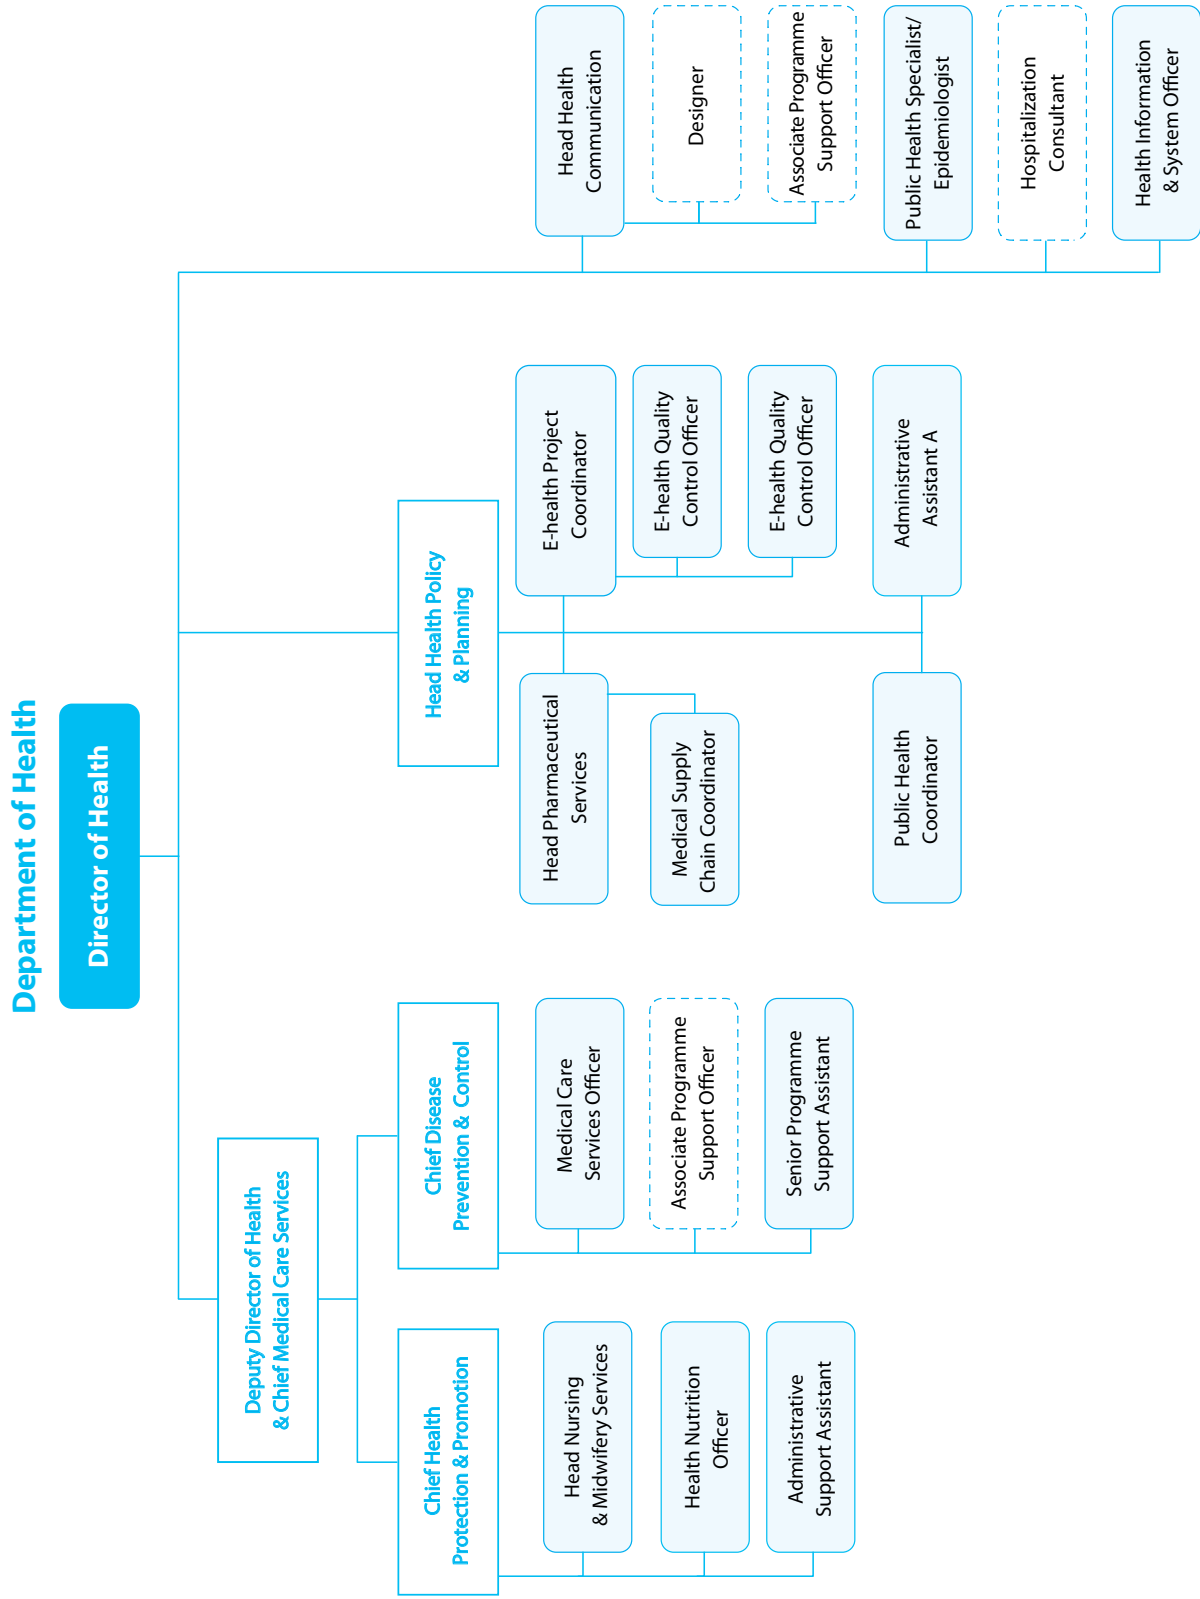 Department of Health
Director of Health
Deputy Director of Health
& Chief Medical Care Services
Chief Health
Protection & Promotion
Head Nursing
& Midwifery Services
Health Nutrition
Officer
Administrative
Support Assistant
Chief Disease
Prevention & Control
Medical Care
Services Officer
Associate Programme
Support Officer
Senior Programme
Support Assistant
Head Health Policy
& Planning
Head Pharmaceutical
Services
Medical Supply
Chain Coordinator
Public Health
Coordinator
E-health Project
Coordinator
E-health Quality
Control Officer
E-health Quality
Control Officer
Administrative
Assistant A
Head Health
Communication
Designer
Associate Programme
Support Officer
Public Health Specialist/
Epidemiologist
Hospitalization
Consultant
Health Information
& System Officer